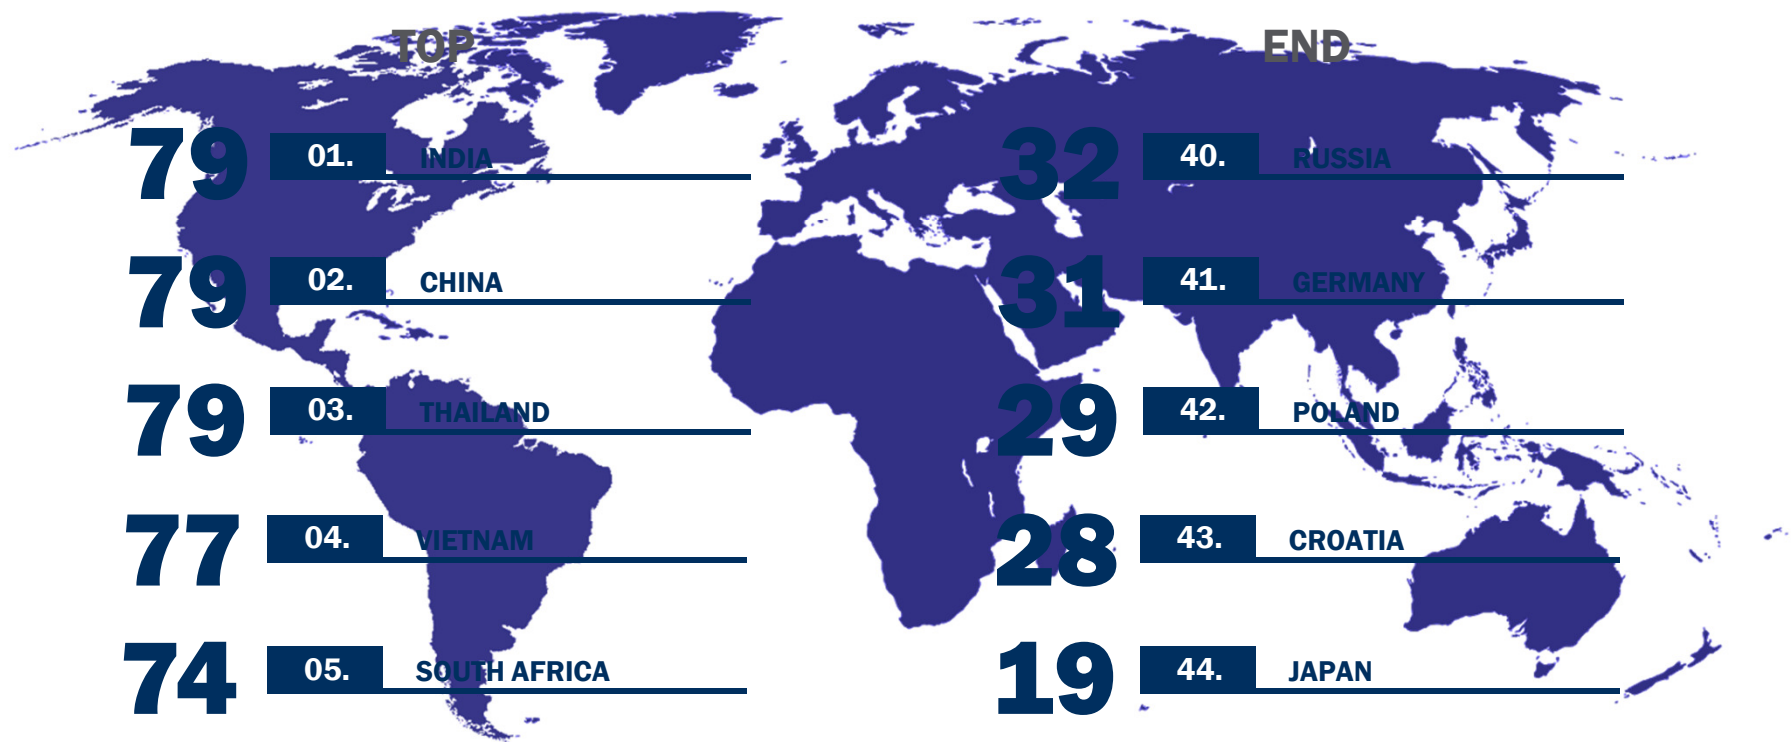 TOP
79 01. INDIA
79 02. CHINA
79 03. THAILAND
77 04. VIETNAM
74 05. SOUTH AFRICA
END
32 40. RUSSIA
31 41. GERMANY
29 42. POLAND
28 43. CROATIA
19 44. JAPAN